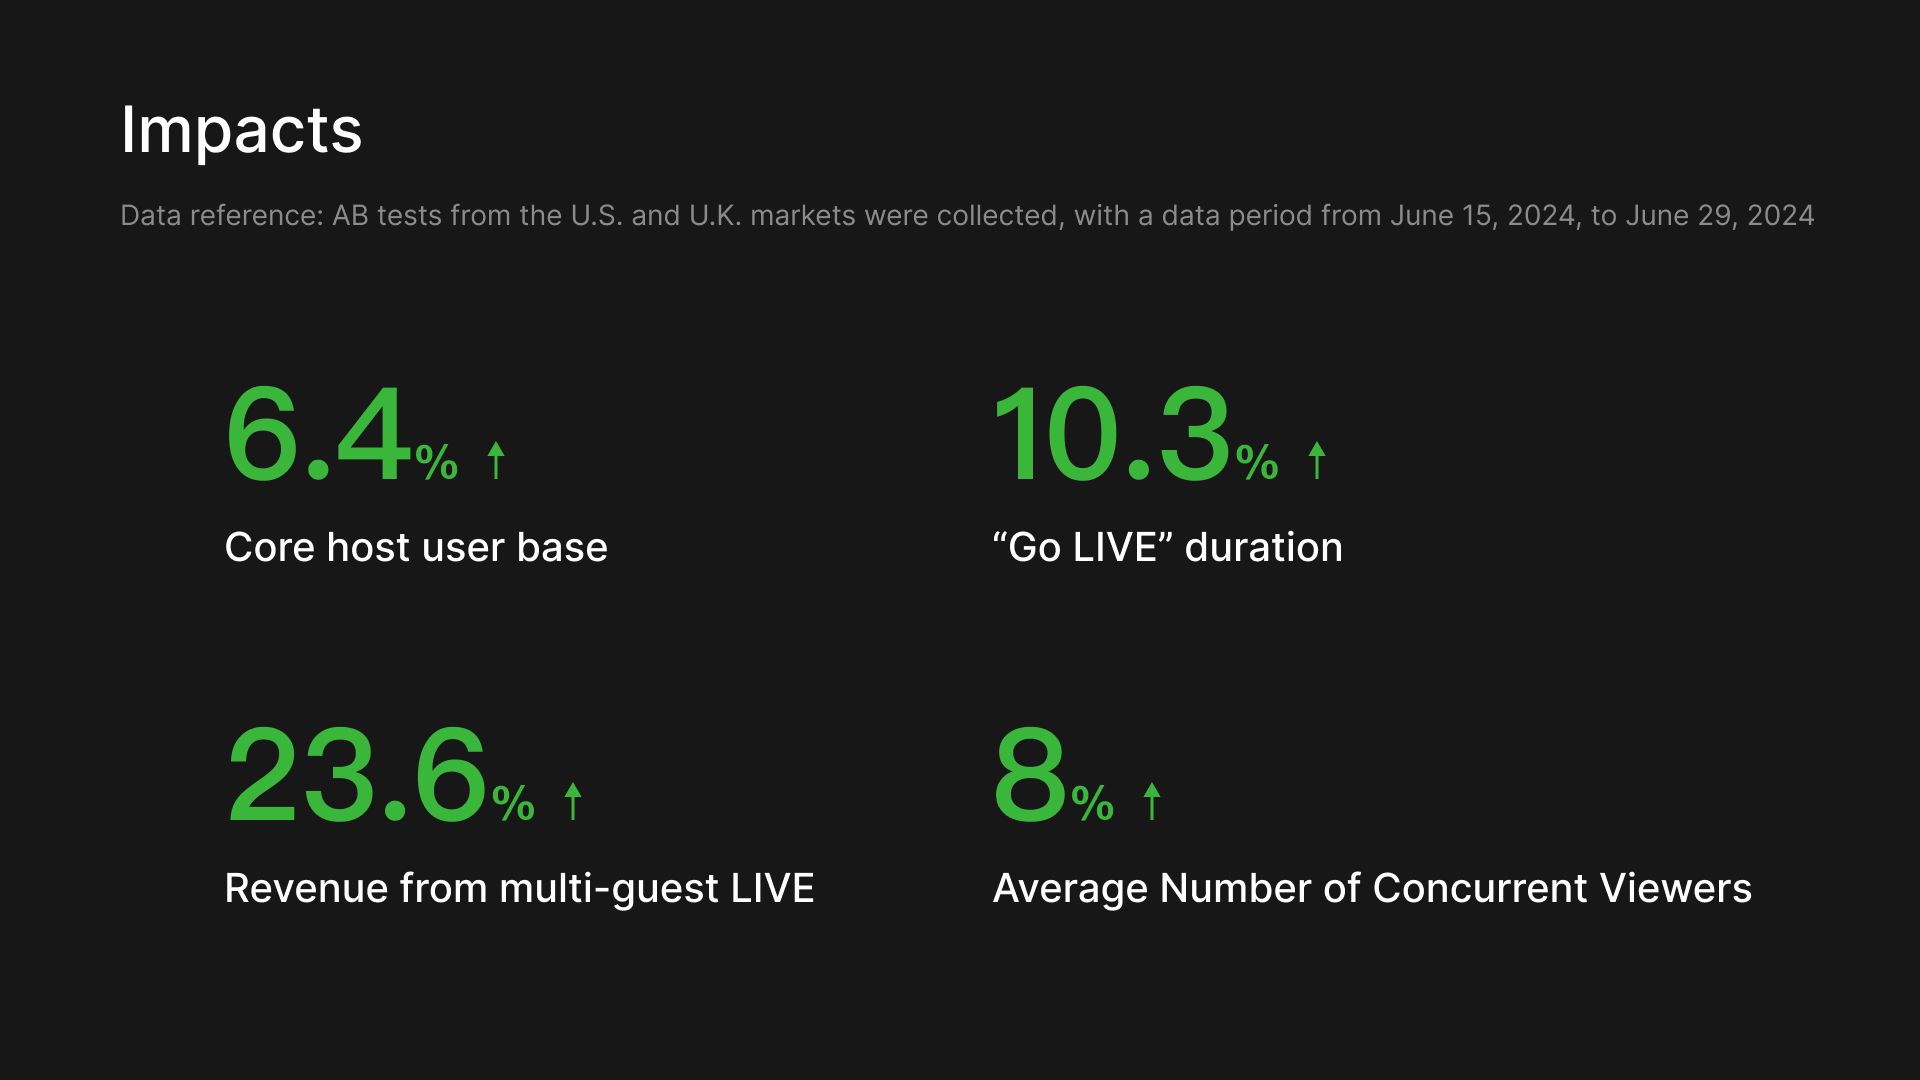 Impacts
Data reference: AB tests from the U.S. and U.K. markets were collected, with a data period from June 15, 2024, to June 29, 2024
6.4% ↑
Core host user base
10.3% ↑
“Go LIVE” duration
23.6% ↑
Revenue from multi-guest LIVE
8% ↑
Average Number of Concurrent Viewers